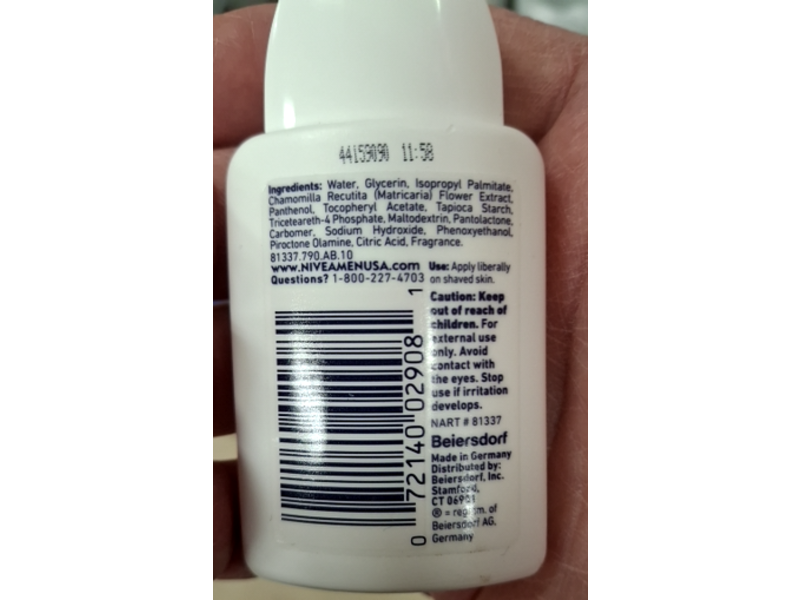 44159090 11:58
Ingredients: Water, Glycerin, Isopropyl Palmitate,
Chamomilla Recutita (Matricaria) Flower Extract,
Panthenol, Tocopheryl Acetate, Tapioca Starch,
Triceteareth-4 Phosphate, Maltodextrin, Pantolactone,
Carbomer, Sodium Hydroxide, Phenoxyethanol,
Piroctone Olamine, Citric Acid, Fragrance.
81337.790.AB.10
www.NIVEAMENUSA.com
Questions? 1-800-227-4703
Use: Apply liberally
on shaved skin.
Caution: Keep
out of reach of
children. For
external use
only. Avoid
contact with
the eyes. Stop
use if irritation
develops.
NART # 81337
Beiersdorf
Made in Germany
Distributed by:
Beiersdorf, Inc.
Stamford,
CT 06901
® = reg. tm. of
Beiersdorf AG,
Germany
0 72140 02908 1